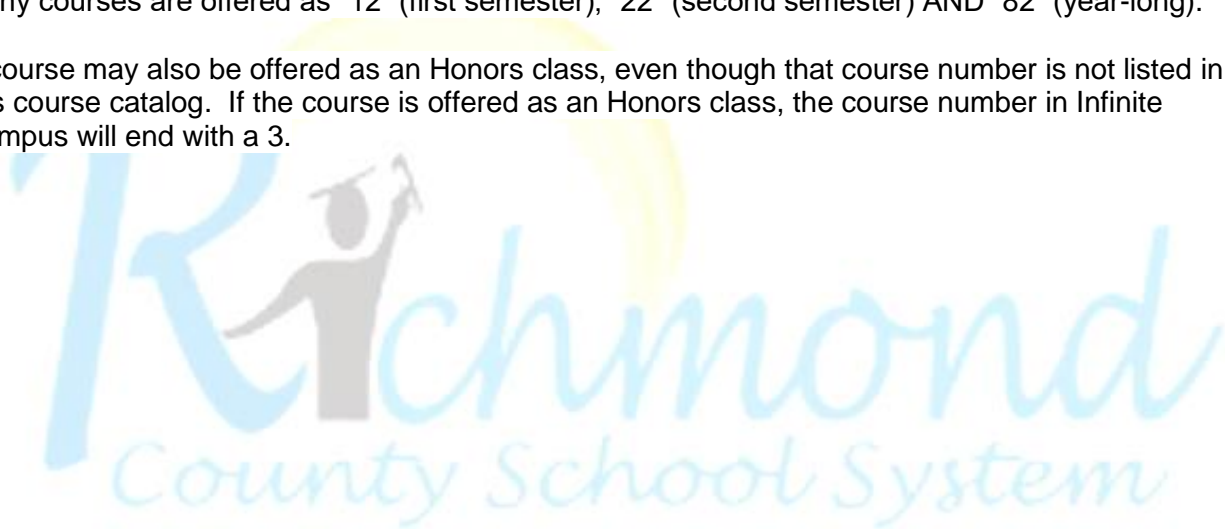 ny courses are offered as "12" (first semester), "22" (second semester) AND "82" (year-long).
course may also be offered as an Honors class, even though that course number is not listed in
s course catalog.  If the course is offered as an Honors class, the course number in Infinite
mpus will end with a 3.
Richmond
County School System